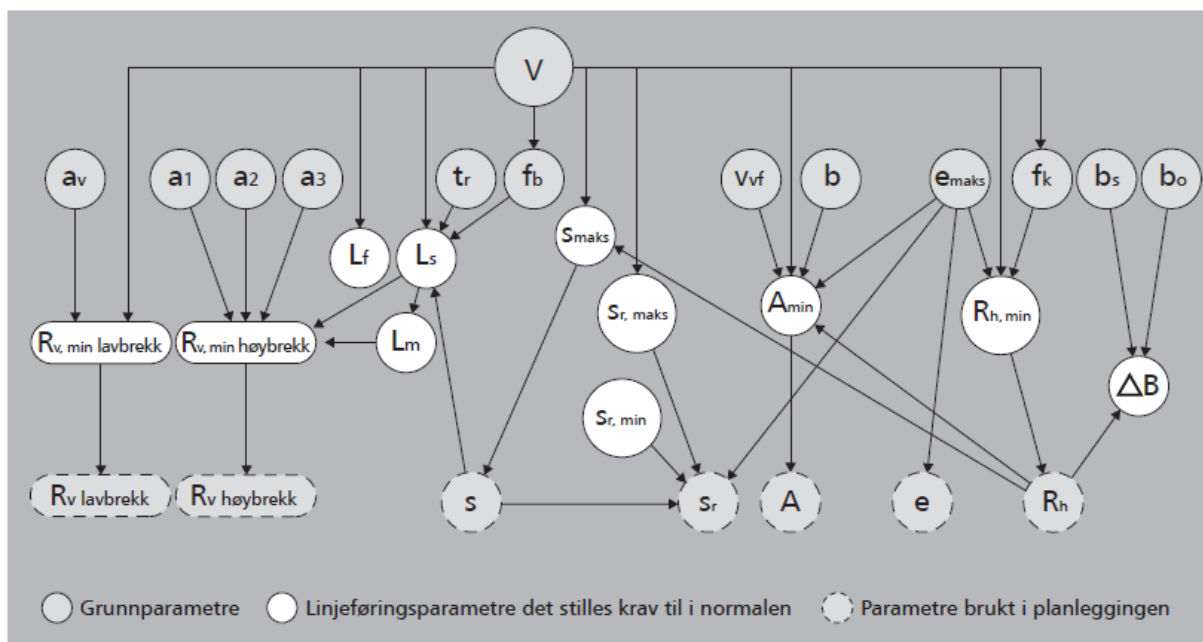 V
av
a1
a2
a3
tr
fb
vvf
b
emaks
fk
bs
bo
Lf
Ls
smaks
Amin
Rh, min
sr, maks
Rv, min lavbrekk
Rv, min høybrekk
Lm
ΔB
sr, min
Rv lavbrekk
Rv høybrekk
s
sr
A
e
Rh
Grunnparametre
Linjeføringsparametre det stilles krav til i normalen
Parametre brukt i planleggingen